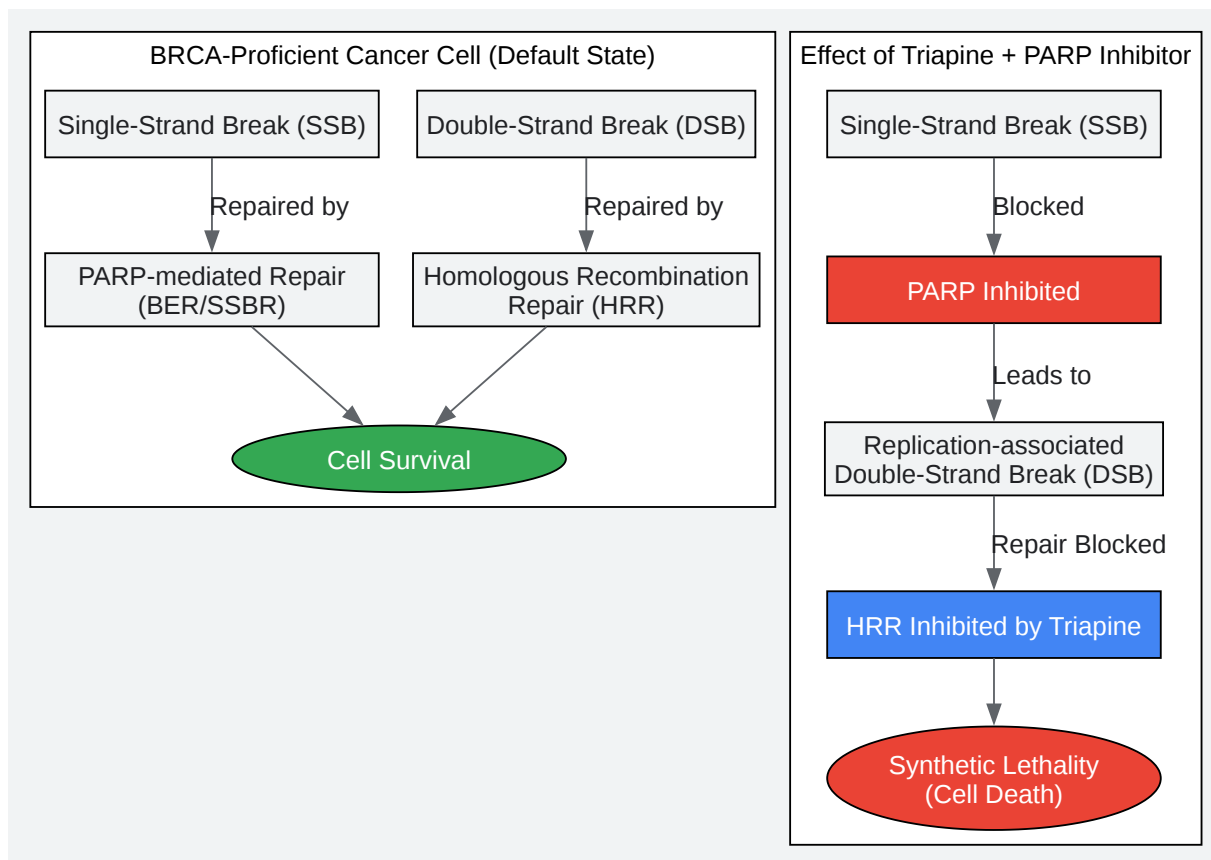 BRCA-Proficient Cancer Cell (Default State)
Single-Strand Break (SSB)
Double-Strand Break (DSB)
Repaired by
Repaired by
PARP-mediated Repair
(BER/SSBR)
Homologous Recombination
Repair (HRR)
Cell Survival
Effect of Triapine + PARP Inhibitor
Single-Strand Break (SSB)
Blocked
PARP Inhibited
Leads to
Replication-associated
Double-Strand Break (DSB)
Repair Blocked
HRR Inhibited by Triapine
Synthetic Lethality
(Cell Death)